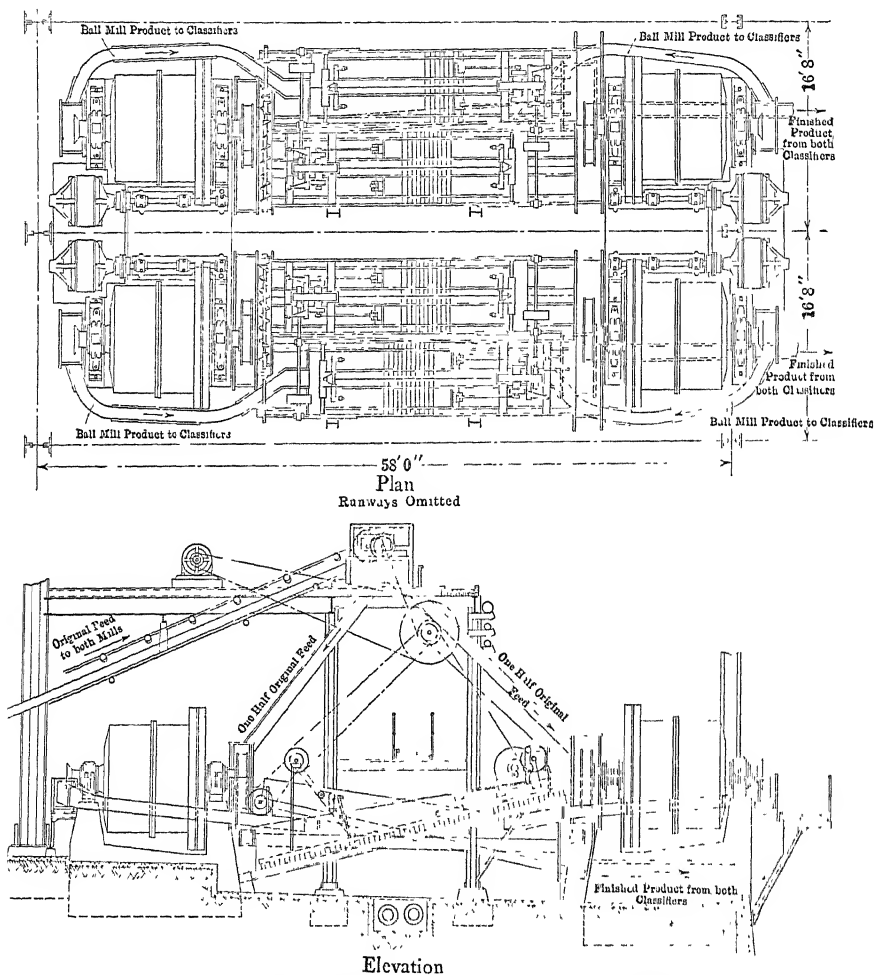 Ball Mill Product to Classifiers
Ball Mill Product to Classifiers
16'8"
Finished
Product
from both
Classifiers
16'8"
Finished
Product from
both Classifiers
Ball Mill Product to Classifiers
Ball Mill Product to Classifiers
58'0"
Plan
Runways Omitted
Original Feed
to both Mills
One Half Original Feed
One Half Original
Feed
Finished Product from both
Classifiers
Elevation